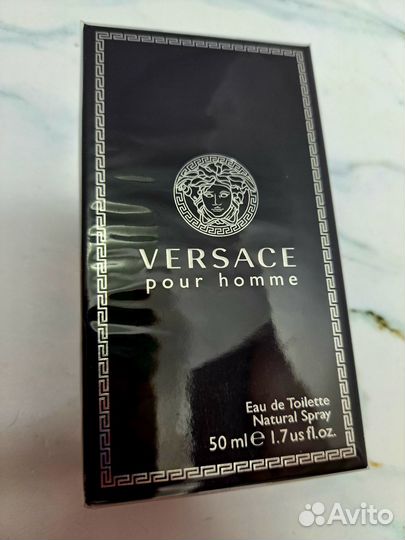 VERSACE
pour homme
Eau de Toilette
Natural Spray
50 ml ℮ 1.7 us fl.oz.
Avito